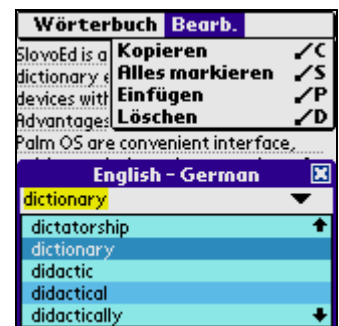 Wörterbuch Bearb.
SlovoEd is a Kopieren /C
dictionary e Alles markieren /S
devices with Einfügen /P
Advantages Löschen /D
Palm OS are convenient interface,
English - German
dictionary
dictatorship
dictionary
didactic
didactical
didactically